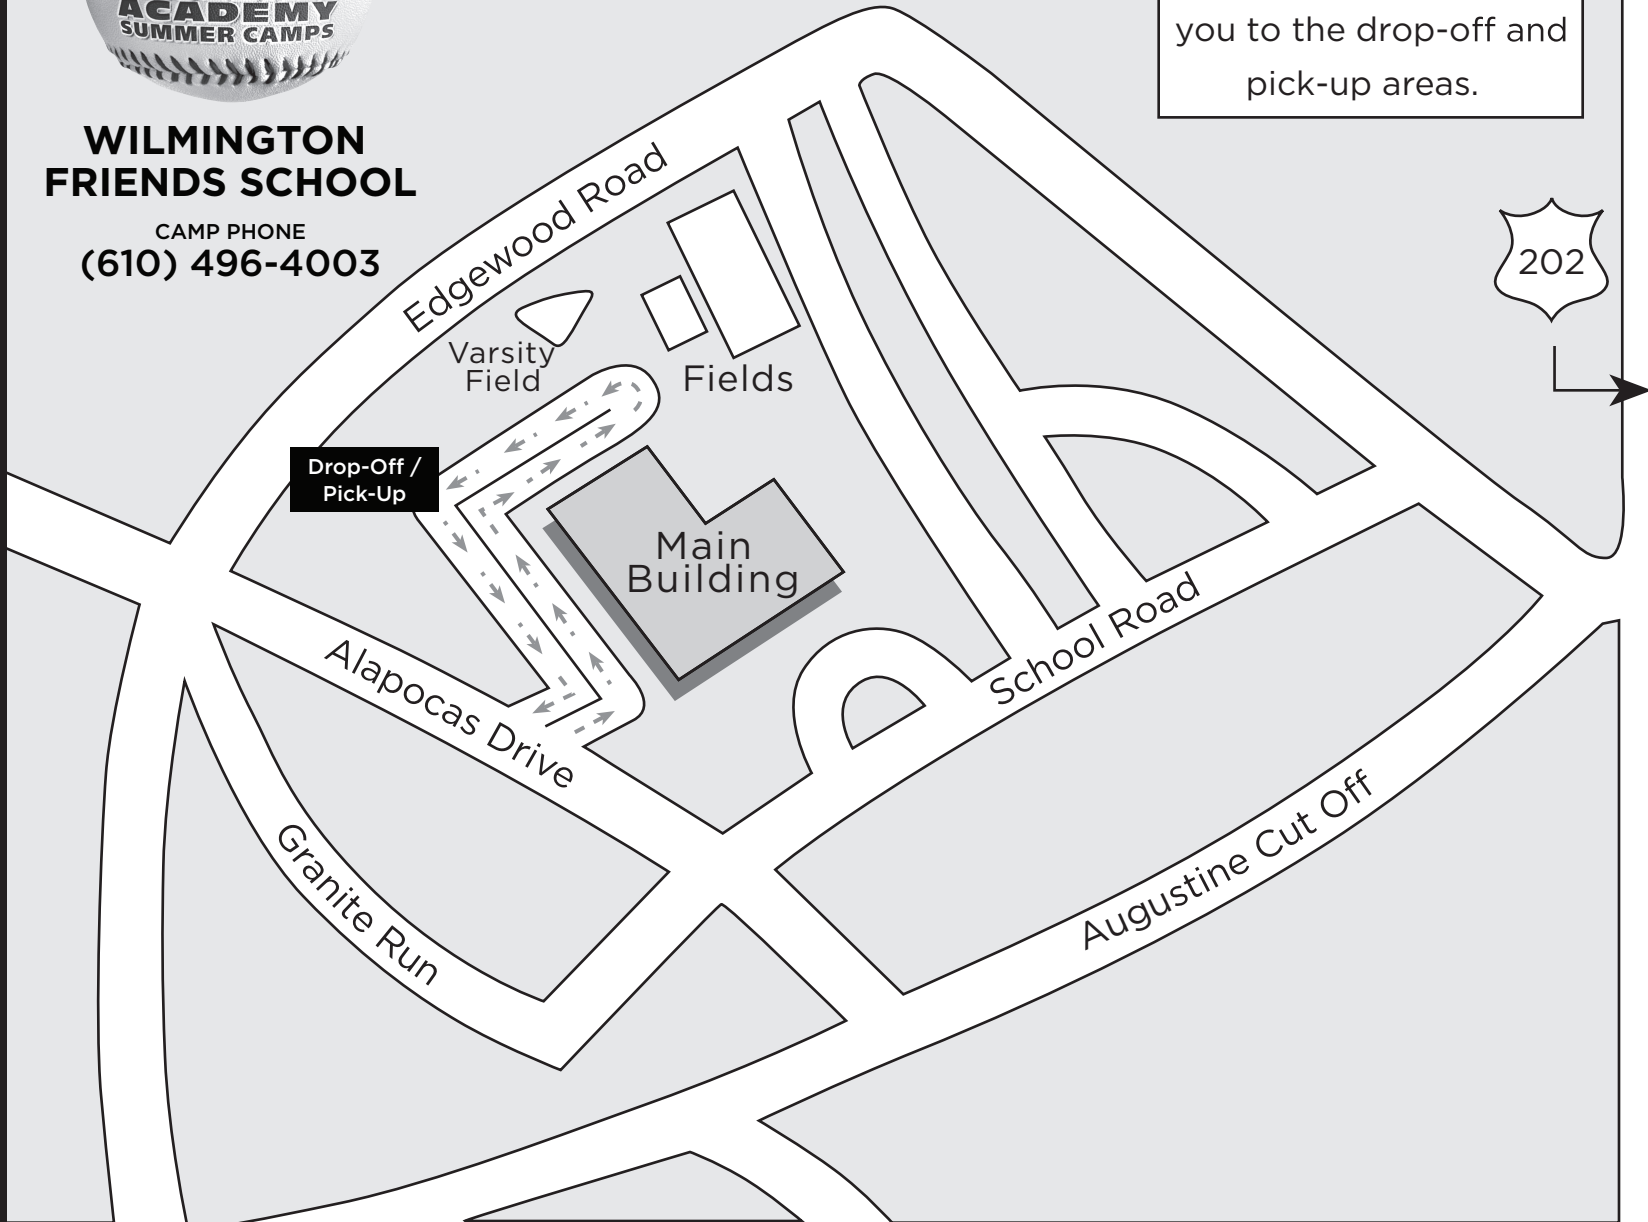 ACADEMY
SUMMER CAMPS
WILMINGTON
FRIENDS SCHOOL
CAMP PHONE
(610) 496-4003
you to the drop-off and
pick-up areas.
202
Edgewood Road
Varsity
Field
Fields
Drop-Off /
Pick-Up
Main
Building
School Road
Alapocas Drive
Granite Run
Augustine Cut Off